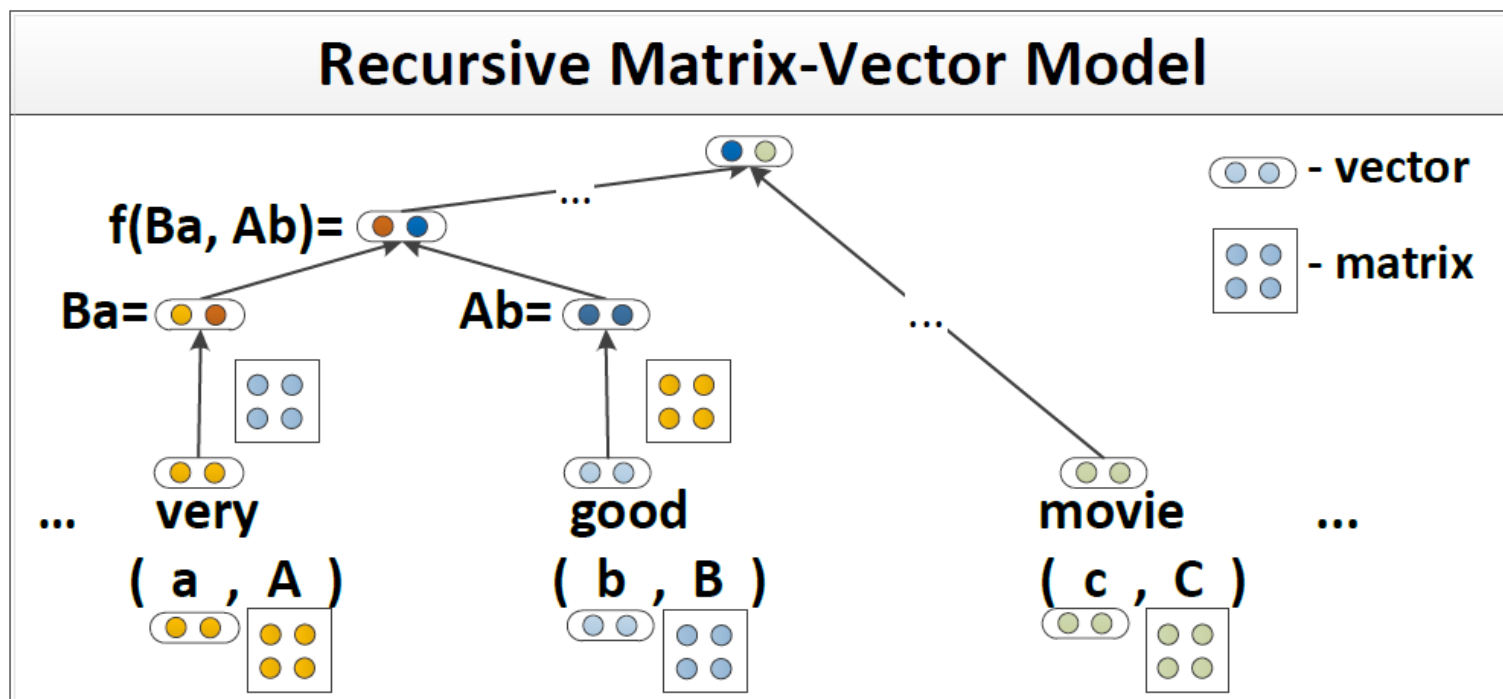 Recursive Matrix-Vector Model
- vector
...
f(Ba, Ab)=
- matrix
Ba=
Ab=
...
... very good movie ...
( a , A ) ( b , B ) ( c , C )